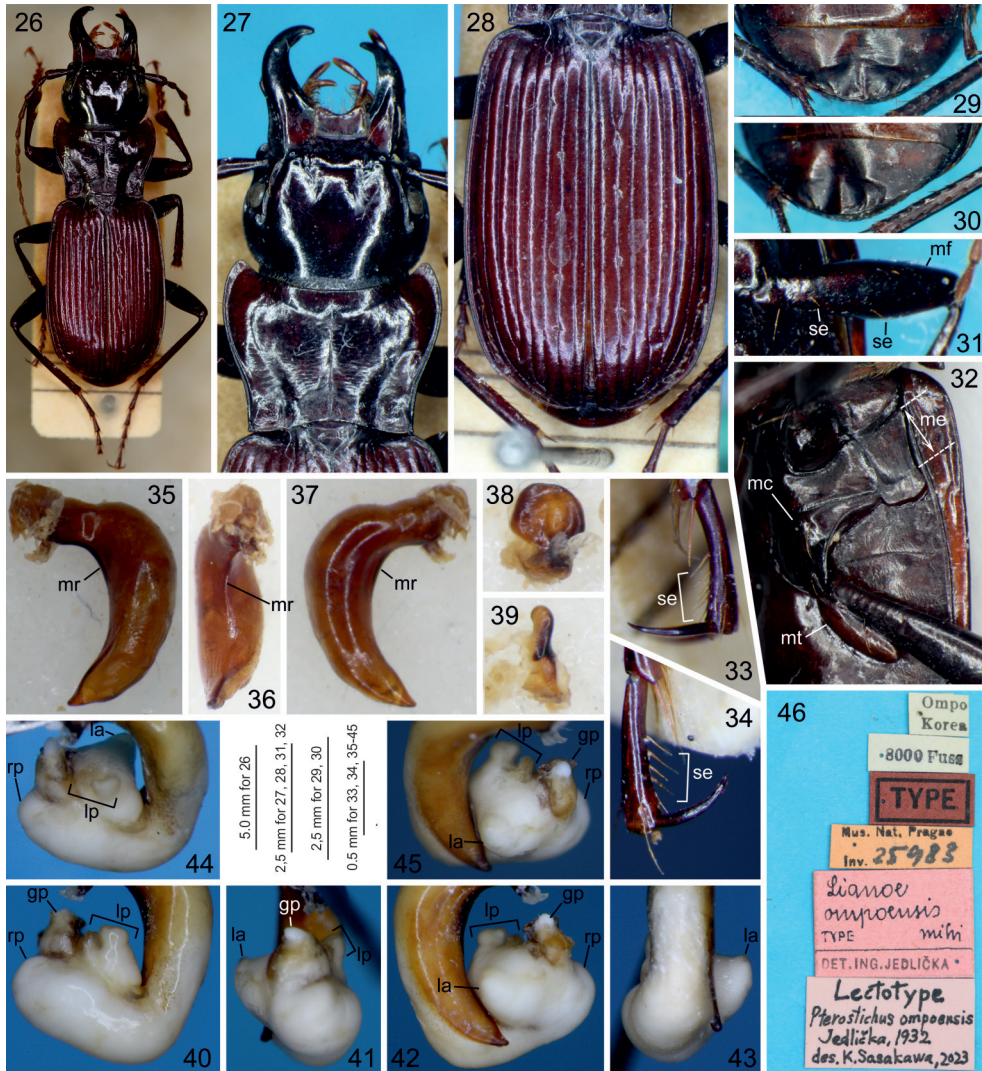 26
27
28
29
30
mf
se
se
31
32
me
mc
mt
35
mr
mr
36
37
mr
38
39
33
se
34
se
44
rp
la
lp
5.0 mm for 26
2,5 mm for 27, 28, 31, 32
2,5 mm for 29, 30
0.5 mm for 33, 34, 35-45
45
lp
gp
rp
la
40
gp
lp
rp
41
gp
la
lp
42
lp
gp
rp
la
43
la
46
Ompo
Korea
8000 Fuss
TYPE
Mus. Nat. Pragae
Inv. 25983
Lianoe
ompoensis
TYPE mihi
DET.ING.JEDLIČKA
Lectotype
Pterostichus ompoensis
Jedlička, 1932
des. K.Sasakawa, 2023